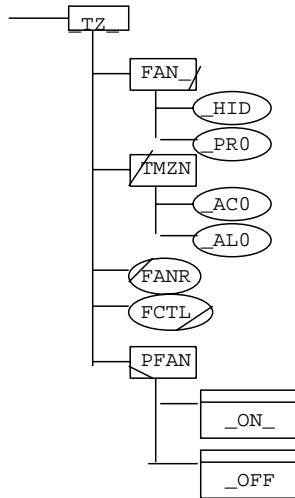 _TZ_
FAN_
_HID
_PR0
TMZN
_AC0
_AL0
FANR
FCTL
PFAN
_ON_
_OFF